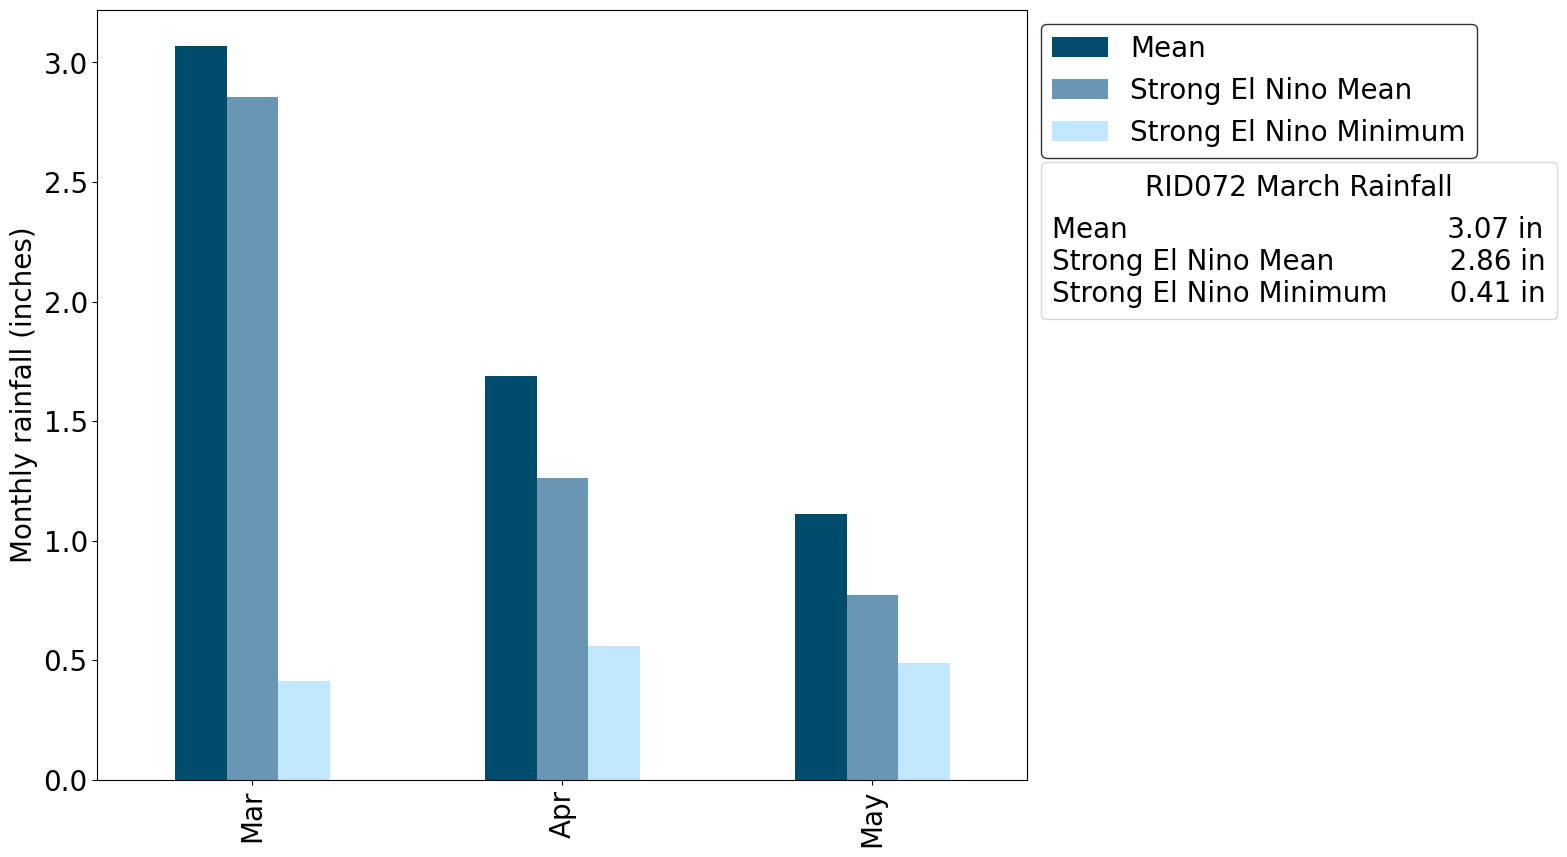 Monthly rainfall (inches)
3.0
2.5
2.0
1.5
1.0
0.5
0.0
Mar
Apr
May
Mean
Strong El Nino Mean
Strong El Nino Minimum
RID072 March Rainfall
Mean 3.07 in
Strong El Nino Mean 2.86 in
Strong El Nino Minimum 0.41 in